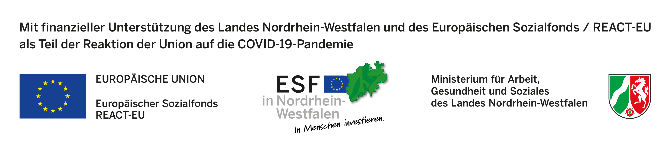 Mit finanzieller Unterstützung des Landes Nordrhein-Westfalen und des Europäischen Sozialfonds / REACT-EU
als Teil der Reaktion der Union auf die COVID-19-Pandemie
EUROPÄISCHE UNION
Europäischer Sozialfonds
REACT-EU
ESF
in Nordrhein-
Westfalen
In Menschen investieren.
Ministerium für Arbeit,
Gesundheit und Soziales
des Landes Nordrhein-Westfalen